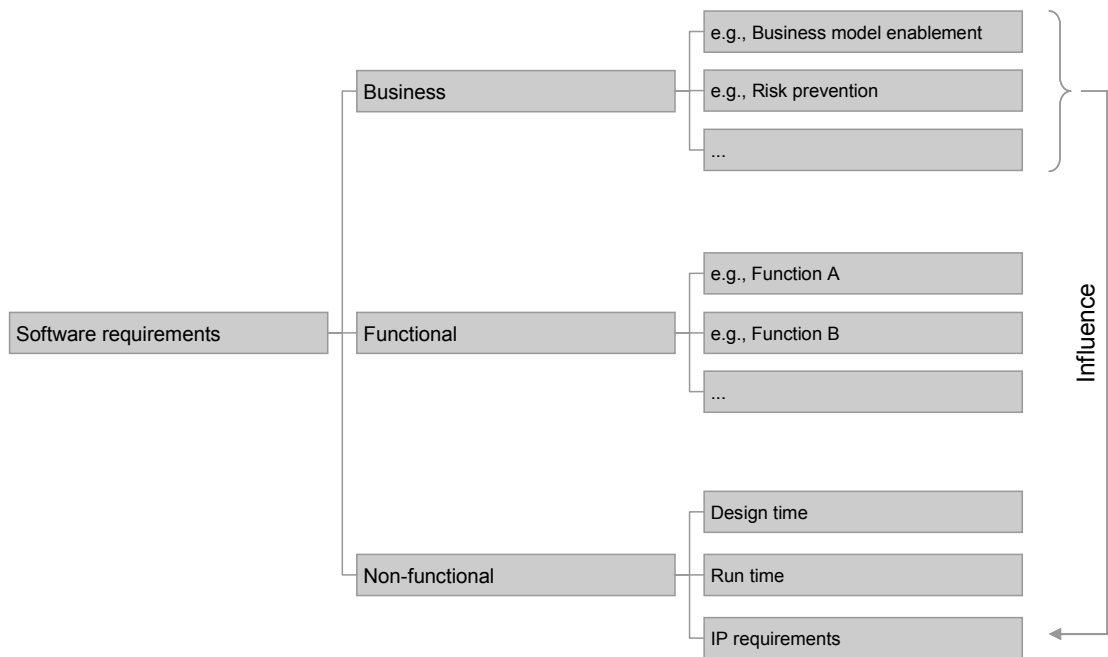 Software requirements
Business
e.g., Business model enablement
e.g., Risk prevention
...
Functional
e.g., Function A
e.g., Function B
...
Non-functional
Design time
Run time
IP requirements
Influence